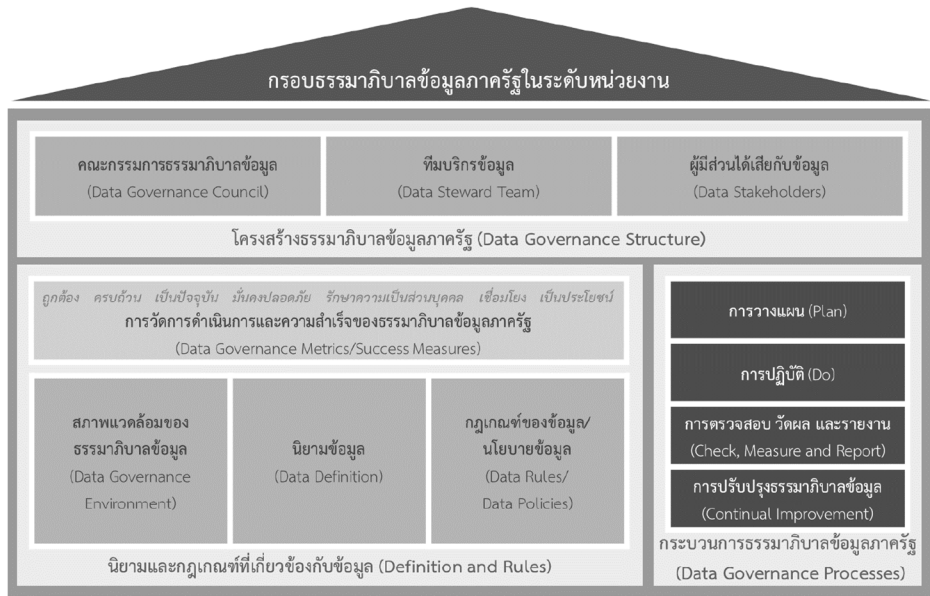 กรอบธรรมาภิบาลข้อมูลภาครัฐในระดับหน่วยงาน
คณะกรรมการธรรมาภิบาลข้อมูล
(Data Governance Council)
ทีมบริกรข้อมูล
(Data Steward Team)
ผู้มีส่วนได้เสียกับข้อมูล
(Data Stakeholders)
โครงสร้างธรรมาภิบาลข้อมูลภาครัฐ (Data Governance Structure)
ถูกต้อง ครบถ้วน เป็นปัจจุบัน มั่นคงปลอดภัย รักษาความเป็นส่วนบุคคล เชื่อมโยง เป็นประโยชน์
การวัดการดำเนินการและความสำเร็จของธรรมาภิบาลข้อมูลภาครัฐ
(Data Governance Metrics/Success Measures)
สภาพแวดล้อมของ
ธรรมาภิบาลข้อมูล
(Data Governance
Environment)
นิยามข้อมูล
(Data Definition)
กฎเกณฑ์ของข้อมูล/
นโยบายข้อมูล
(Data Rules/
Data Policies)
นิยามและกฎเกณฑ์ที่เกี่ยวข้องกับข้อมูล (Definition and Rules)
การวางแผน (Plan)
การปฏิบัติ (Do)
การตรวจสอบ วัดผล และรายงาน
(Check, Measure and Report)
การปรับปรุงธรรมาภิบาลข้อมูล
(Continual Improvement)
กระบวนการธรรมาภิบาลข้อมูลภาครัฐ
(Data Governance Processes)